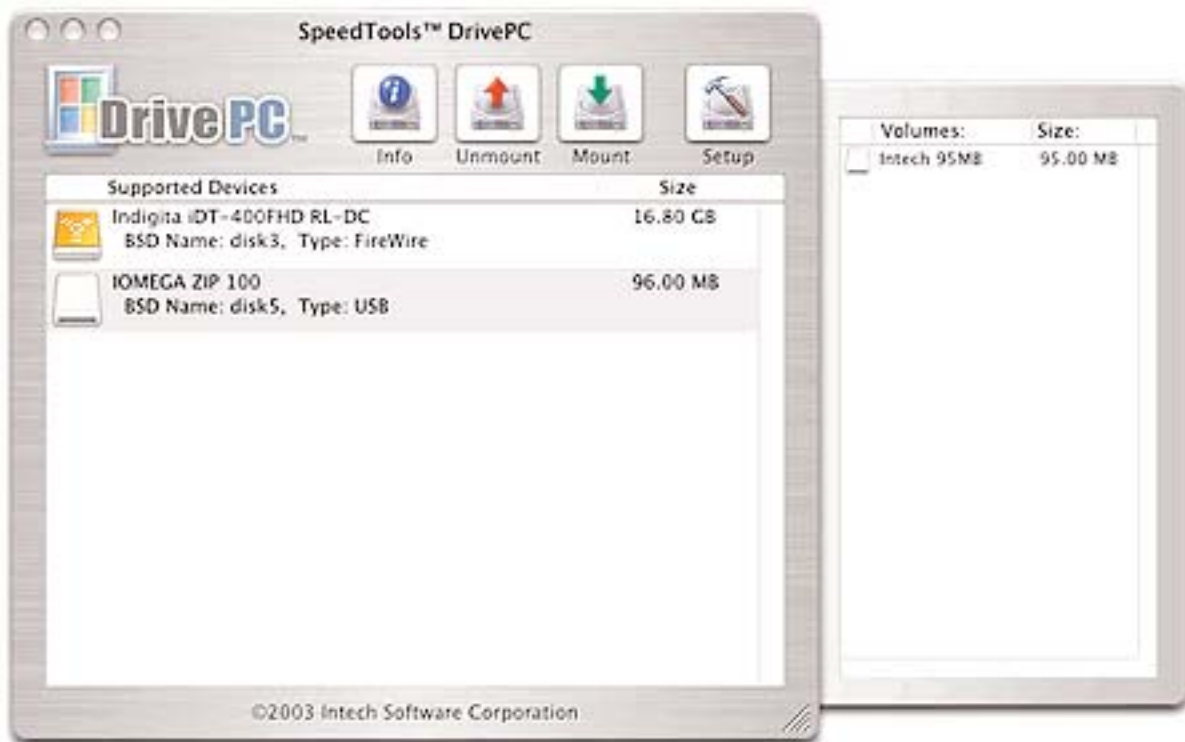 SpeedTools™ DrivePC
DrivePC™
Info Unmount Mount Setup
Supported Devices Size
Indigita iDT-400FHD RL-DC 16.80 GB
BSD Name: disk3, Type: FireWire
IOMEGA ZIP 100 96.00 MB
BSD Name: disk5, Type: USB
©2003 Intech Software Corporation
Volumes: Size:
Intech 95MB 95.00 MB